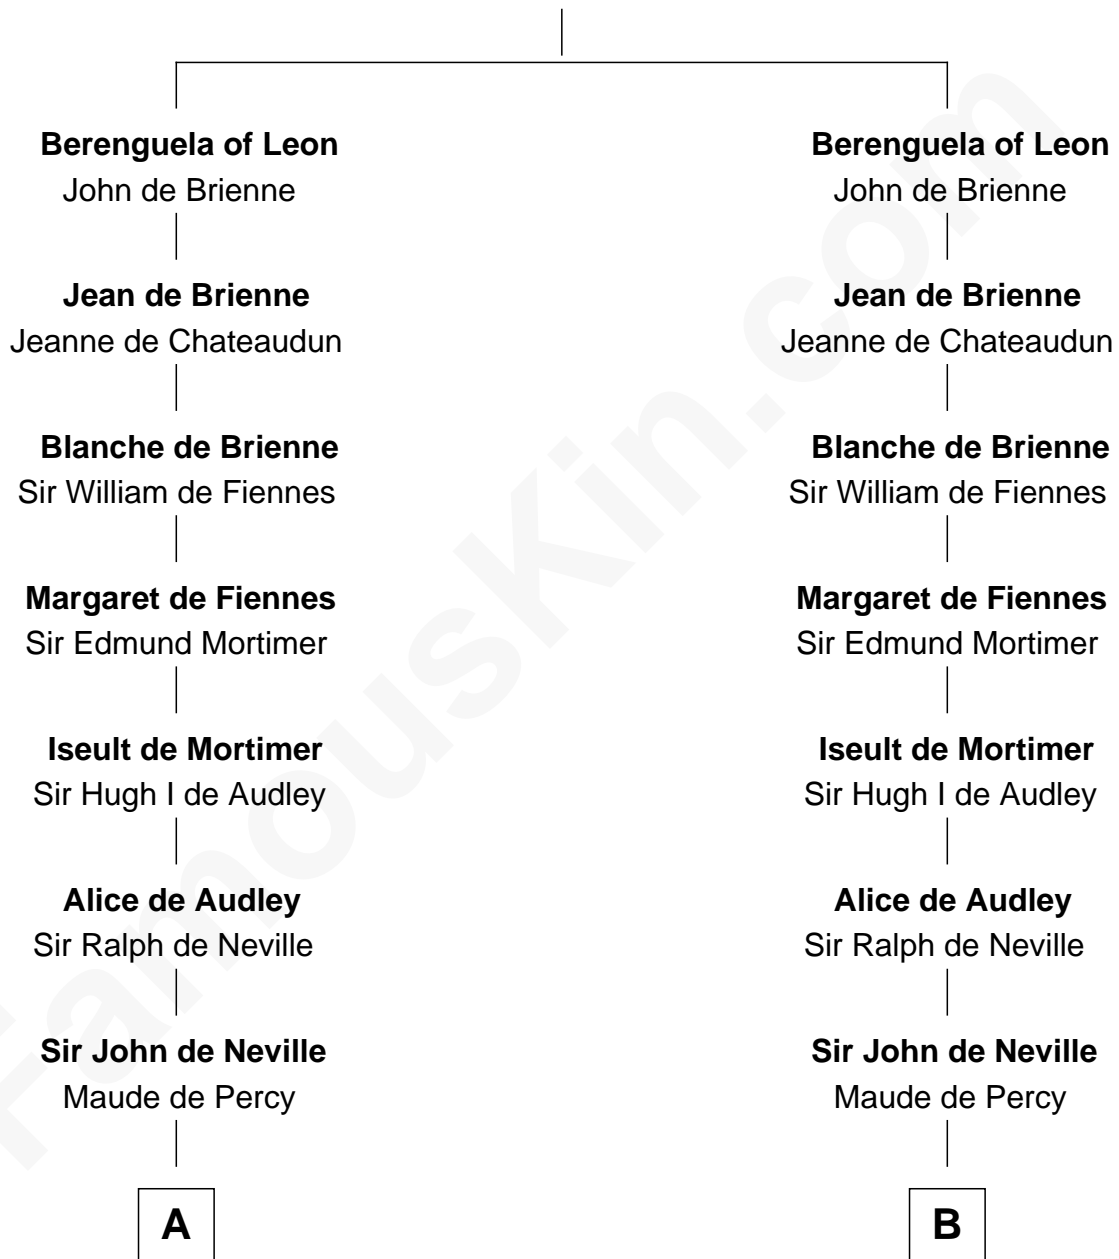 Berenguela of Leon
John de Brienne
Jean de Brienne
Jeanne de Chateaudun
Blanche de Brienne
Sir William de Fiennes
Margaret de Fiennes
Sir Edmund Mortimer
Iseult de Mortimer
Sir Hugh I de Audley
Alice de Audley
Sir Ralph de Neville
Sir John de Neville
Maude de Percy
A
Berenguela of Leon
John de Brienne
Jean de Brienne
Jeanne de Chateaudun
Blanche de Brienne
Sir William de Fiennes
Margaret de Fiennes
Sir Edmund Mortimer
Iseult de Mortimer
Sir Hugh I de Audley
Alice de Audley
Sir Ralph de Neville
Sir John de Neville
Maude de Percy
B
FamousKin.com